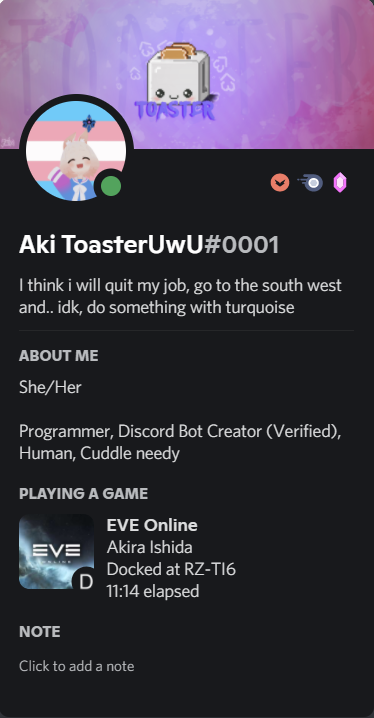 TOASTER
TOASTER
Aki ToasterUwU#0001
I think i will quit my job, go to the south west
and.. idk, do something with turquoise
ABOUT ME
She/Her
Programmer, Discord Bot Creator (Verified),
Human, Cuddle needy
PLAYING A GAME
EVE
ONLINE
D
EVE Online
Akira Ishida
Docked at RZ-TI6
11:14 elapsed
NOTE
Click to add a note